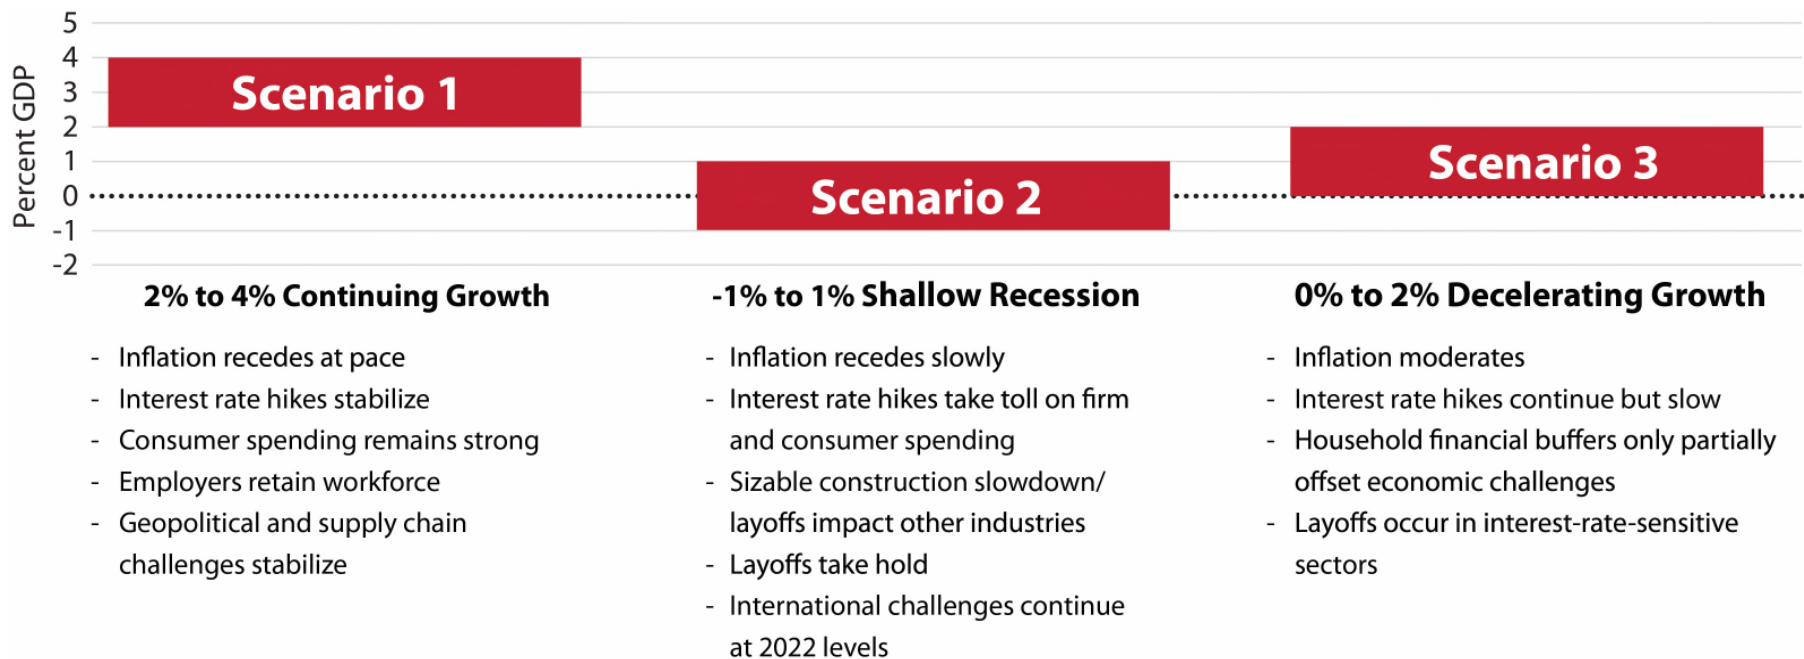 Percent GDP
5
4
3
2
1
0
-1
-2
Scenario 1
Scenario 2
Scenario 3
2% to 4% Continuing Growth
- Inflation recedes at pace
- Interest rate hikes stabilize
- Consumer spending remains strong
- Employers retain workforce
- Geopolitical and supply chain
challenges stabilize
-1% to 1% Shallow Recession
- Inflation recedes slowly
- Interest rate hikes take toll on firm
and consumer spending
- Sizable construction slowdown/
layoffs impact other industries
- Layoffs take hold
- International challenges continue
at 2022 levels
0% to 2% Decelerating Growth
- Inflation moderates
- Interest rate hikes continue but slow
- Household financial buffers only partially
offset economic challenges
- Layoffs occur in interest-rate-sensitive
sectors